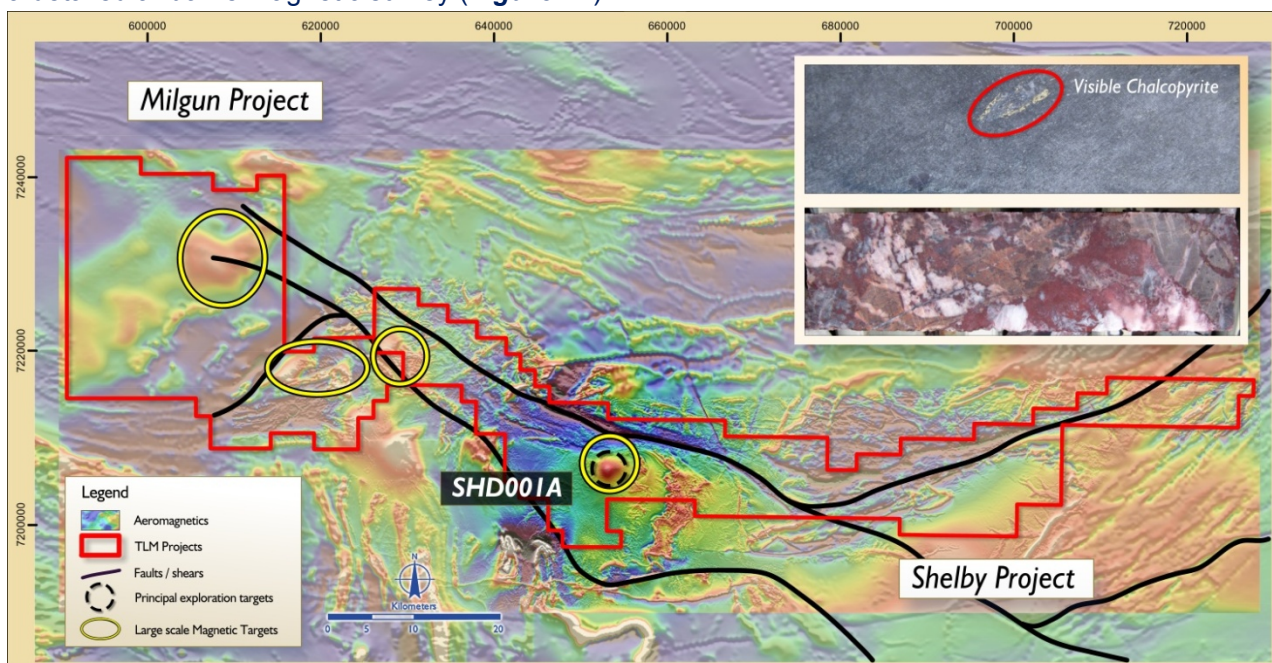 600000 620000 640000 660000 680000 700000 720000
Milgun Project
Visible Chalcopyrite
7240000
7220000
7200000
SHD001A
Shelby Project
Legend
Aeromagnetics
TLM Projects
Faults / shears
Principal exploration targets
Large scale Magnetic Targets
N
Kilometers
0 5 10 20